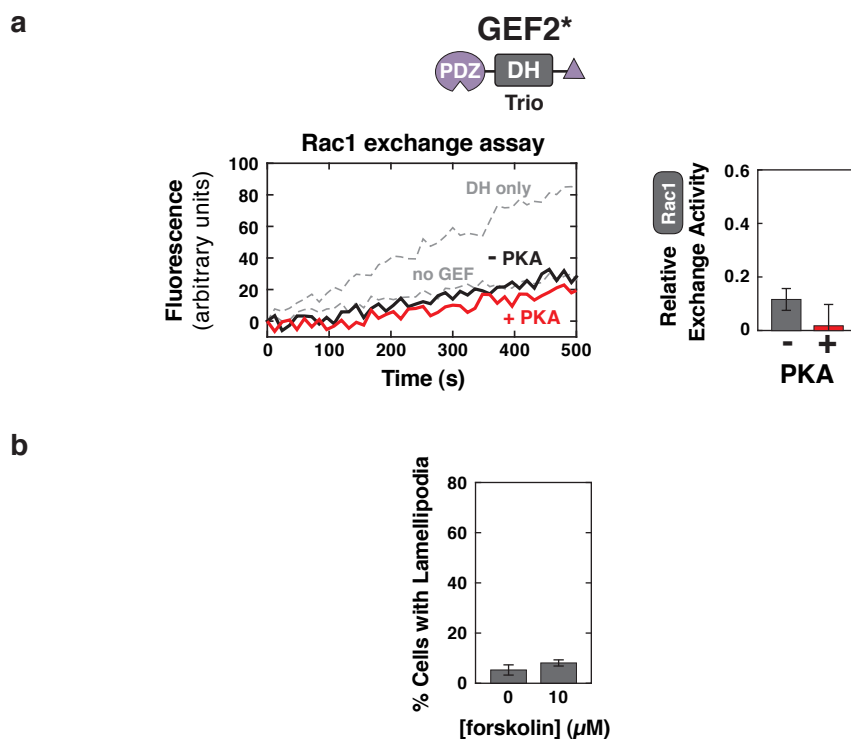 a
GEF2*
PDZ
DH
Trio
Rac1 exchange assay
Fluorescence
(arbitrary units)
100
80
60
40
20
0
DH only
- PKA
no GEF
+ PKA
0
100
200
300
400
500
Time (s)
Relative Rac1
Exchange Activity
0.6
0.4
0.2
0
- +
PKA
b
% Cells with Lamellipodia
80
60
40
20
0
0 10
[forskolin] (µM)